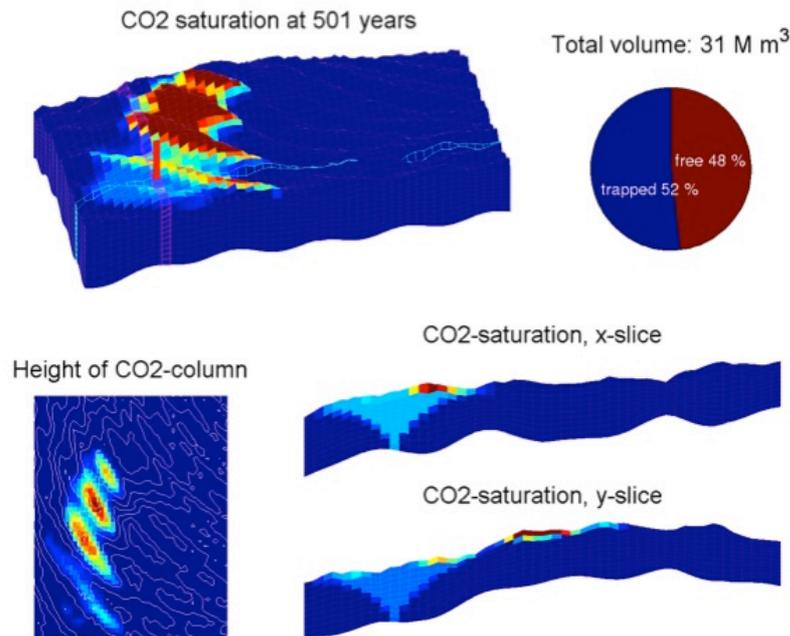 CO2 saturation at 501 years
Total volume: 31 M m³
free 48 %
trapped 52 %
Height of CO2-column
CO2-saturation, x-slice
CO2-saturation, y-slice